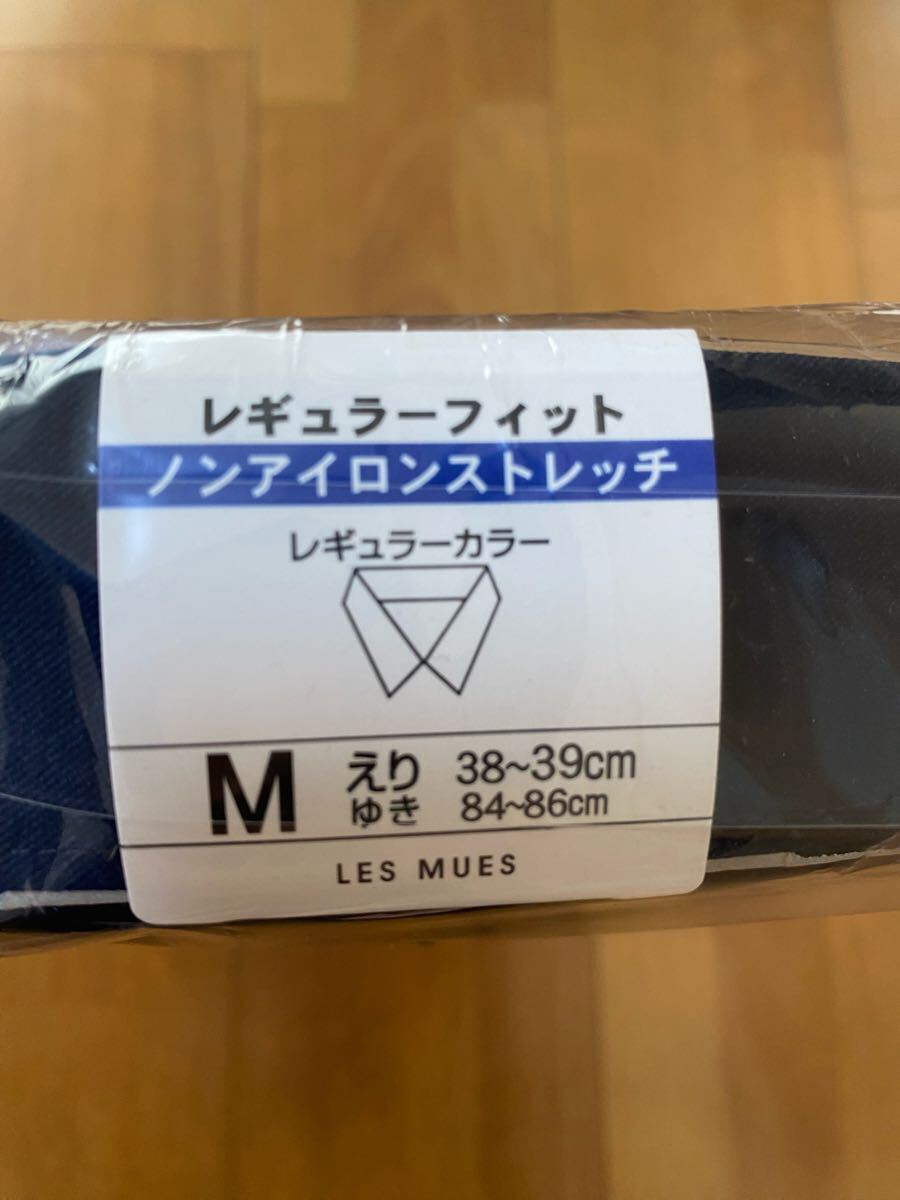 レギュラーフィット
ノンアイロンストレッチ
レギュラーカラー
M えり 38~39cm
ゆき 84~86cm
LES MUES